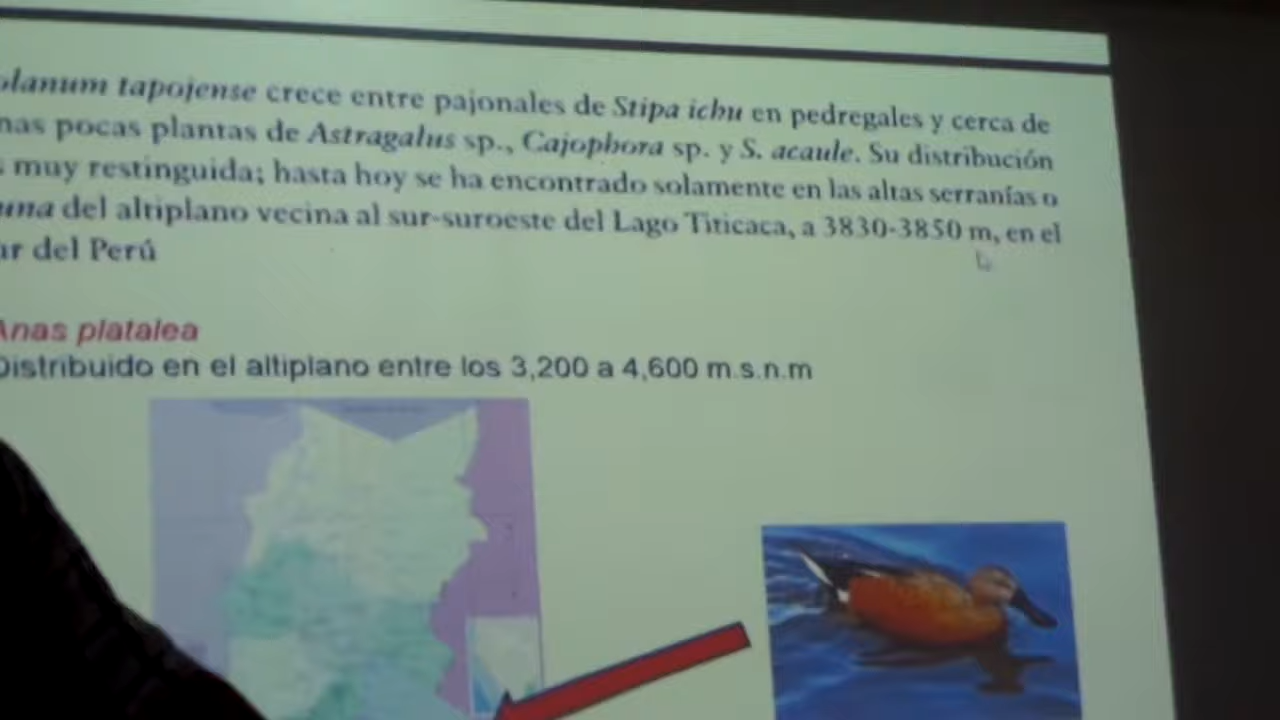 olanum tapojense crece entre pajonales de Stipa ichu en pedregales y cerca de
nas pocas plantas de Astragalus sp., Cajophora sp. y S. acaule. Su distribución
s muy restinguida; hasta hoy se ha encontrado solamente en las altas serranías o
una del altiplano vecina al sur-suroeste del Lago Titicaca, a 3830-3850 m, en el
ar del Perú
Anas platalea
Distribuido en el altiplano entre los 3,200 a 4,600 m.s.n.m